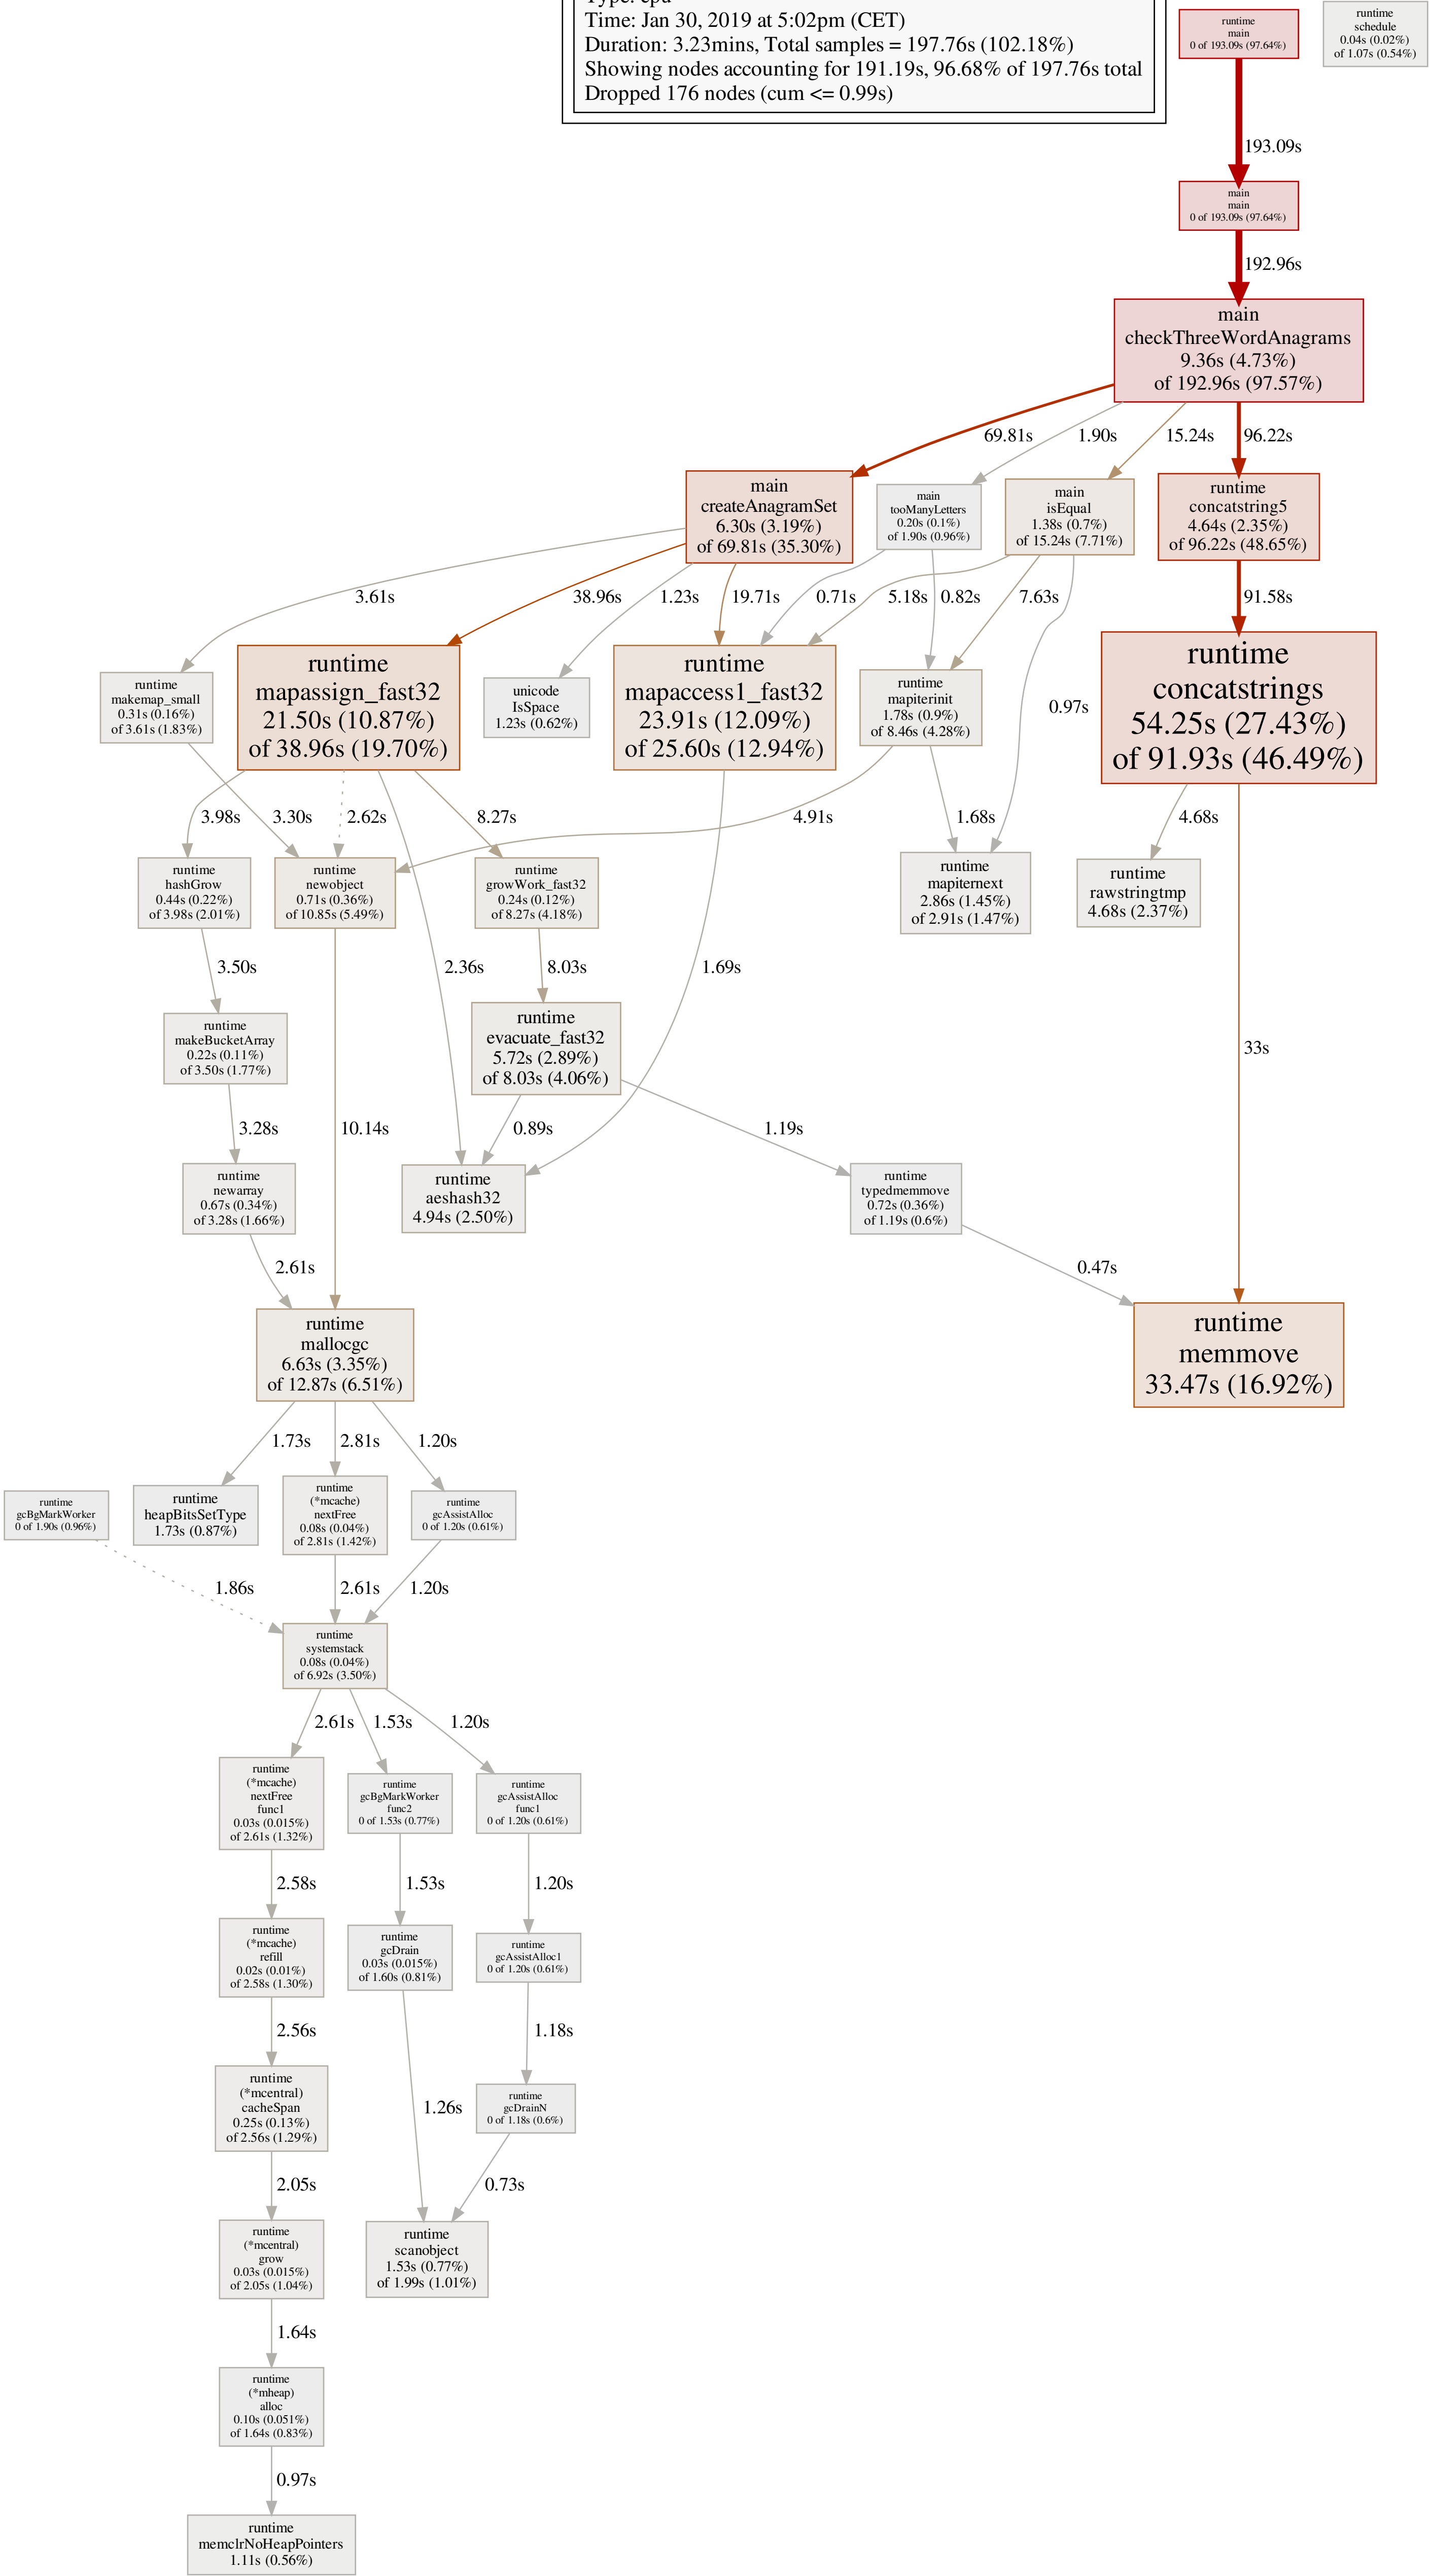 Time: Jan 30, 2019 at 5:02pm (CET)
Duration: 3.23mins, Total samples = 197.76s (102.18%)
Showing nodes accounting for 191.19s, 96.68% of 197.76s total
Dropped 176 nodes (cum <= 0.99s)
runtime
main
0 of 193.09s (97.64%)
runtime
schedule
0.04s (0.02%)
of 1.07s (0.54%)
193.09s
main
main
0 of 193.09s (97.64%)
192.96s
main
checkThreeWordAnagrams
9.36s (4.73%)
of 192.96s (97.57%)
69.81s
1.90s
15.24s
96.22s
main
createAnagramSet
6.30s (3.19%)
of 69.81s (35.30%)
main
tooManyLetters
0.20s (0.1%)
of 1.90s (0.96%)
main
isEqual
1.38s (0.7%)
of 15.24s (7.71%)
runtime
concatstring5
4.64s (2.35%)
of 96.22s (48.65%)
3.61s
38.96s
1.23s
19.71s
0.71s
5.18s
0.82s
7.63s
91.58s
runtime
makemap_small
0.31s (0.16%)
of 3.61s (1.83%)
runtime
mapassign_fast32
21.50s (10.87%)
of 38.96s (19.70%)
unicode
IsSpace
1.23s (0.62%)
runtime
mapaccess1_fast32
23.91s (12.09%)
of 25.60s (12.94%)
runtime
mapiterinit
1.78s (0.9%)
of 8.46s (4.28%)
0.97s
runtime
concatstrings
54.25s (27.43%)
of 91.93s (46.49%)
3.98s
3.30s
2.62s
8.27s
4.91s
1.68s
4.68s
runtime
hashGrow
0.44s (0.22%)
of 3.98s (2.01%)
runtime
newobject
0.71s (0.36%)
of 10.85s (5.49%)
runtime
growWork_fast32
0.24s (0.12%)
of 8.27s (4.18%)
runtime
mapiternext
2.86s (1.45%)
of 2.91s (1.47%)
runtime
rawstringtmp
4.68s (2.37%)
3.50s
2.36s
8.03s
1.69s
runtime
makeBucketArray
0.22s (0.11%)
of 3.50s (1.77%)
runtime
evacuate_fast32
5.72s (2.89%)
of 8.03s (4.06%)
33s
3.28s
10.14s
0.89s
1.19s
runtime
newarray
0.67s (0.34%)
of 3.28s (1.66%)
runtime
aeshash32
4.94s (2.50%)
runtime
typedmemmove
0.72s (0.36%)
of 1.19s (0.6%)
2.61s
0.47s
runtime
mallocgc
6.63s (3.35%)
of 12.87s (6.51%)
runtime
memmove
33.47s (16.92%)
1.73s
2.81s
1.20s
runtime
gcBgMarkWorker
0 of 1.90s (0.96%)
runtime
heapBitsSetType
1.73s (0.87%)
runtime
(*mcache)
nextFree
0.08s (0.04%)
of 2.81s (1.42%)
runtime
gcAssistAlloc
0 of 1.20s (0.61%)
1.86s
2.61s
1.20s
runtime
systemstack
0.08s (0.04%)
of 6.92s (3.50%)
2.61s
1.53s
1.20s
runtime
(*mcache)
nextFree
func1
0.03s (0.015%)
of 2.61s (1.32%)
runtime
gcBgMarkWorker
func2
0 of 1.53s (0.77%)
runtime
gcAssistAlloc
func1
0 of 1.20s (0.61%)
2.58s
1.53s
1.20s
runtime
(*mcache)
refill
0.02s (0.01%)
of 2.58s (1.30%)
runtime
gcDrain
0.03s (0.015%)
of 1.60s (0.81%)
runtime
gcAssistAlloc1
0 of 1.20s (0.61%)
2.56s
1.18s
runtime
(*mcentral)
cacheSpan
0.25s (0.13%)
of 2.56s (1.29%)
1.26s
runtime
gcDrainN
0 of 1.18s (0.6%)
2.05s
0.73s
runtime
(*mcentral)
grow
0.03s (0.015%)
of 2.05s (1.04%)
runtime
scanobject
1.53s (0.77%)
of 1.99s (1.01%)
1.64s
runtime
(*mheap)
alloc
0.10s (0.051%)
of 1.64s (0.83%)
0.97s
runtime
memclrNoHeapPointers
1.11s (0.56%)